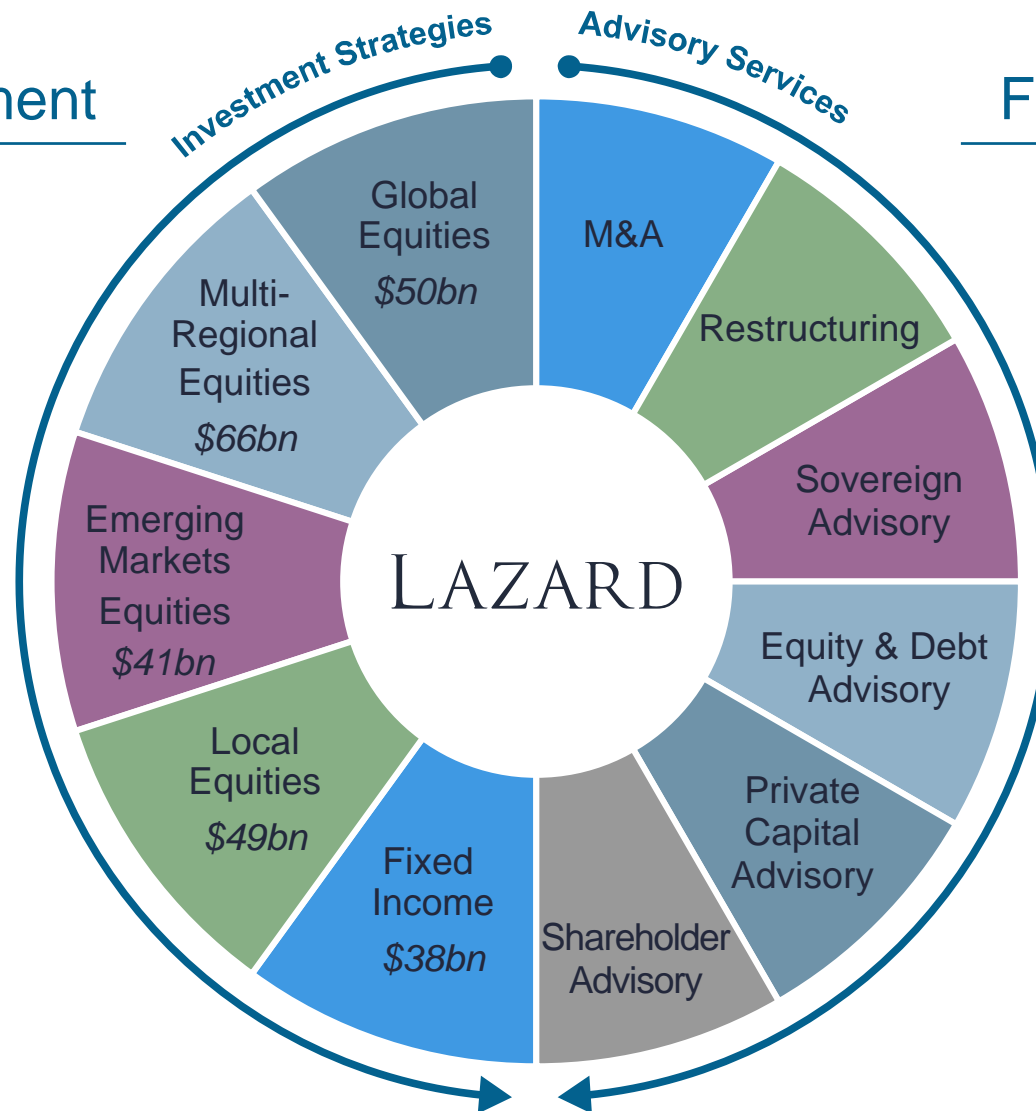 Investment Strategies
Advisory Services
Global
Equities
$50bn
Multi-
Regional
Equities
$66bn
Emerging
Markets
Equities
$41bn
Local
Equities
$49bn
Fixed
Income
$38bn
LAZARD
M&A
Restructuring
Sovereign
Advisory
Equity & Debt
Advisory
Private
Capital
Advisory
Shareholder
Advisory